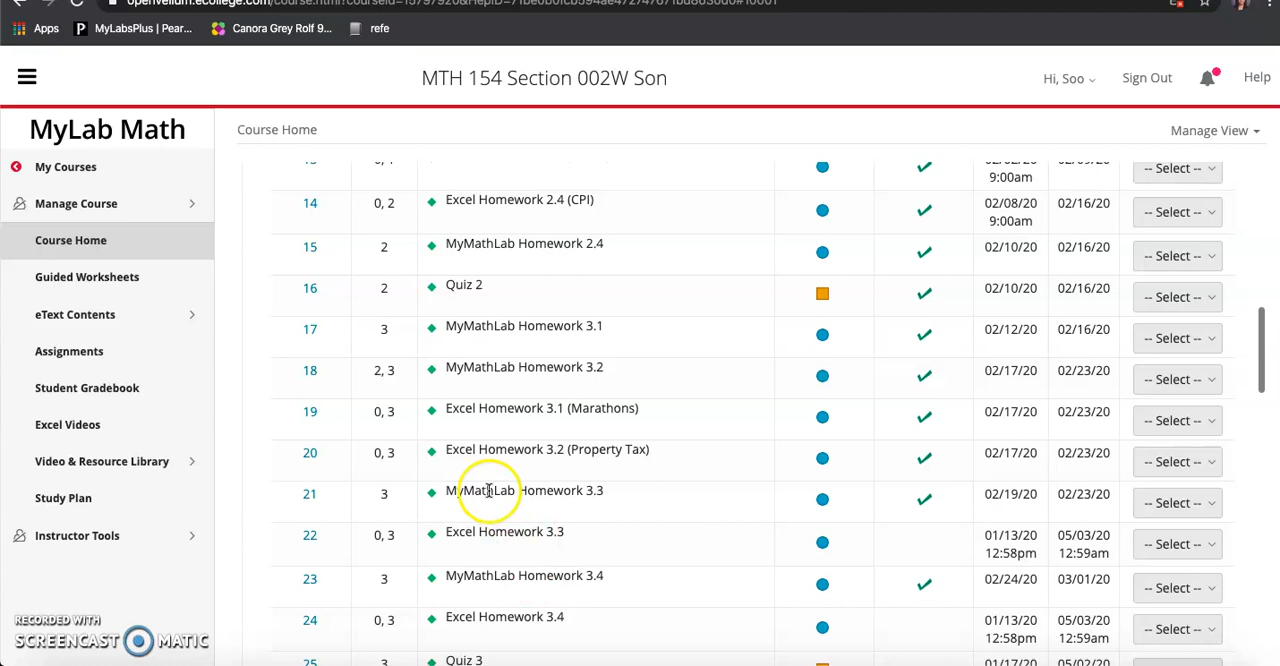 Apps MyLabsPlus | Pear... Canora Grey Rolf 9... refe
MTH 154 Section 002W Son
Hi, Soo Sign Out Help
MyLab Math
Course Home
Manage View
My Courses
Manage Course
Course Home
Guided Worksheets
eText Contents
Assignments
Student Gradebook
Excel Videos
Video & Resource Library
Study Plan
Instructor Tools
RECORDED WITH
SCREENCAST MATIC
9:00am -- Select --
14 0, 2 Excel Homework 2.4 (CPI) 02/08/20 9:00am 02/16/20 -- Select --
15 2 MyMathLab Homework 2.4 02/10/20 02/16/20 -- Select --
16 2 Quiz 2 02/10/20 02/16/20 -- Select --
17 3 MyMathLab Homework 3.1 02/12/20 02/16/20 -- Select --
18 2, 3 MyMathLab Homework 3.2 02/17/20 02/23/20 -- Select --
19 0, 3 Excel Homework 3.1 (Marathons) 02/17/20 02/23/20 -- Select --
20 0, 3 Excel Homework 3.2 (Property Tax) 02/17/20 02/23/20 -- Select --
21 3 MyMathLab Homework 3.3 02/19/20 02/23/20 -- Select --
22 0, 3 Excel Homework 3.3 01/13/20 12:58pm 05/03/20 12:59am -- Select --
23 3 MyMathLab Homework 3.4 02/24/20 03/01/20 -- Select --
24 0, 3 Excel Homework 3.4 01/13/20 12:58pm 05/03/20 12:59am -- Select --
25 3 Quiz 3 01/17/20 05/02/20